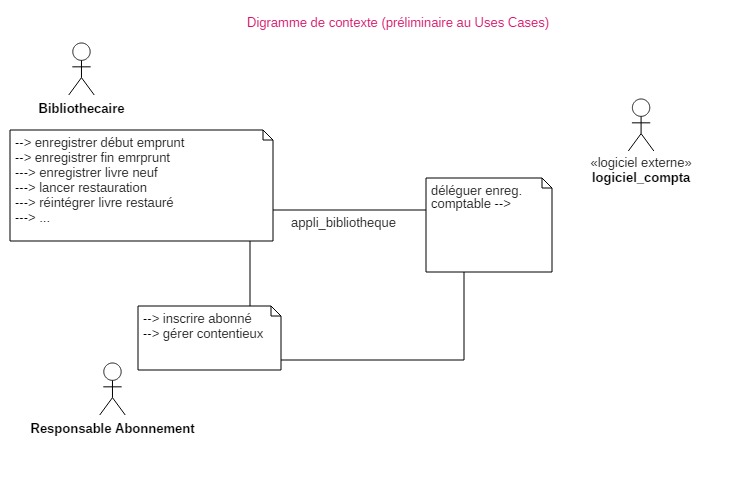 Digramme de contexte (préliminaire au Uses Cases)
Bibliothecaire
--> enregistrer début emprunt
--> enregistrer fin emrprunt
---> enregistrer livre neuf
---> lancer restauration
---> réintégrer livre restauré
---> ...
«logiciel externe»
logiciel_compta
déléguer enreg.
comptable -->
appli_bibliotheque
--> inscrire abonné
--> gérer contentieux
Responsable Abonnement